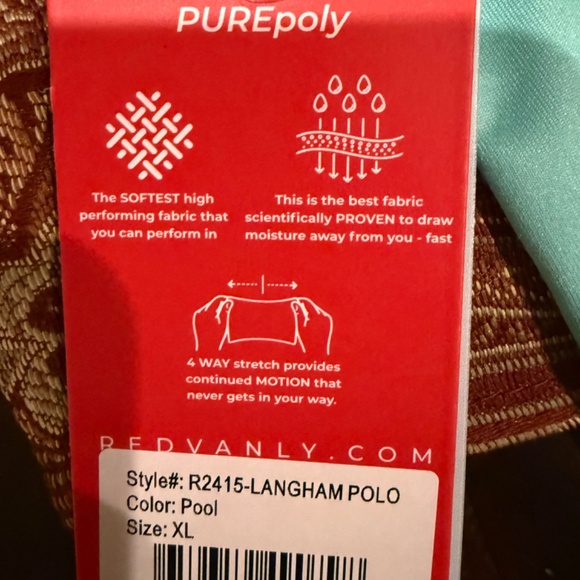 PUREpoly
The SOFTEST high
performing fabric that
you can perform in
This is the best fabric
scientifically PROVEN to draw
moisture away from you - fast
4 WAY stretch provides
continued MOTION that
never gets in your way.
REDVANLY.COM
Style#: R2415-LANGHAM POLO
Color: Pool
Size: XL